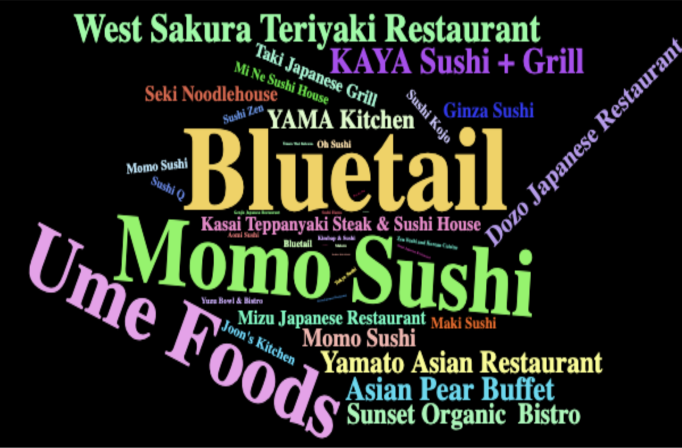 West Sakura Teriyaki Restaurant
Taki Japanese Grill
KAYA Sushi + Grill
Mi Ne Sushi House
Seki Noodlehouse
Sushi Kojo
Ginza Sushi
Dozo Japanese Restaurant
Sushi Zen
YAMA Kitchen
Oh Sushi
Bluetail
Momo Sushi
Sushi Q
Kasai Teppanyaki Steak & Sushi House
Bluetail
Momo Sushi
Ume Foods
Yuzu Bowl & Bistro
Mizu Japanese Restaurant
Maki Sushi
Joon's Kitchen
Momo Sushi
Yamato Asian Restaurant
Asian Pear Buffet
Sunset Organic Bistro